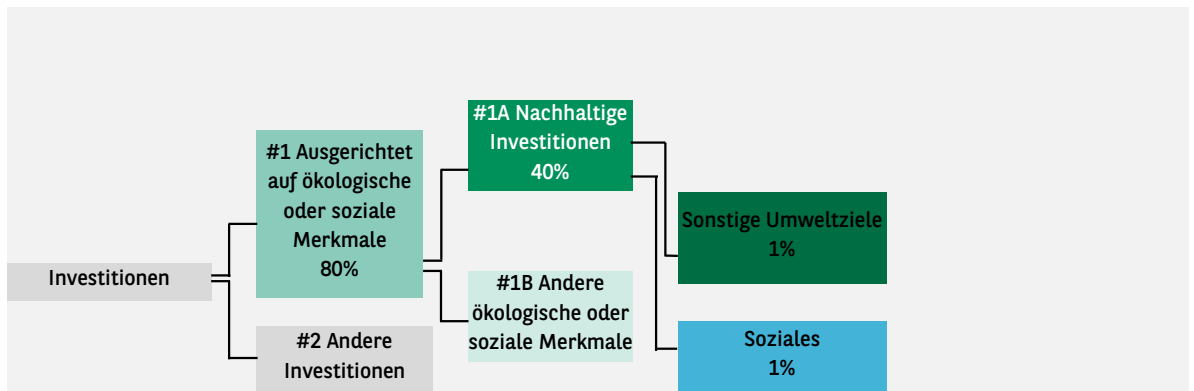 Investitionen
#1 Ausgerichtet
auf ökologische
oder soziale
Merkmale
80%
#2 Andere
Investitionen
#1A Nachhaltige
Investitionen
40%
#1B Andere
ökologische oder
soziale Merkmale
Sonstige Umweltziele
1%
Soziales
1%